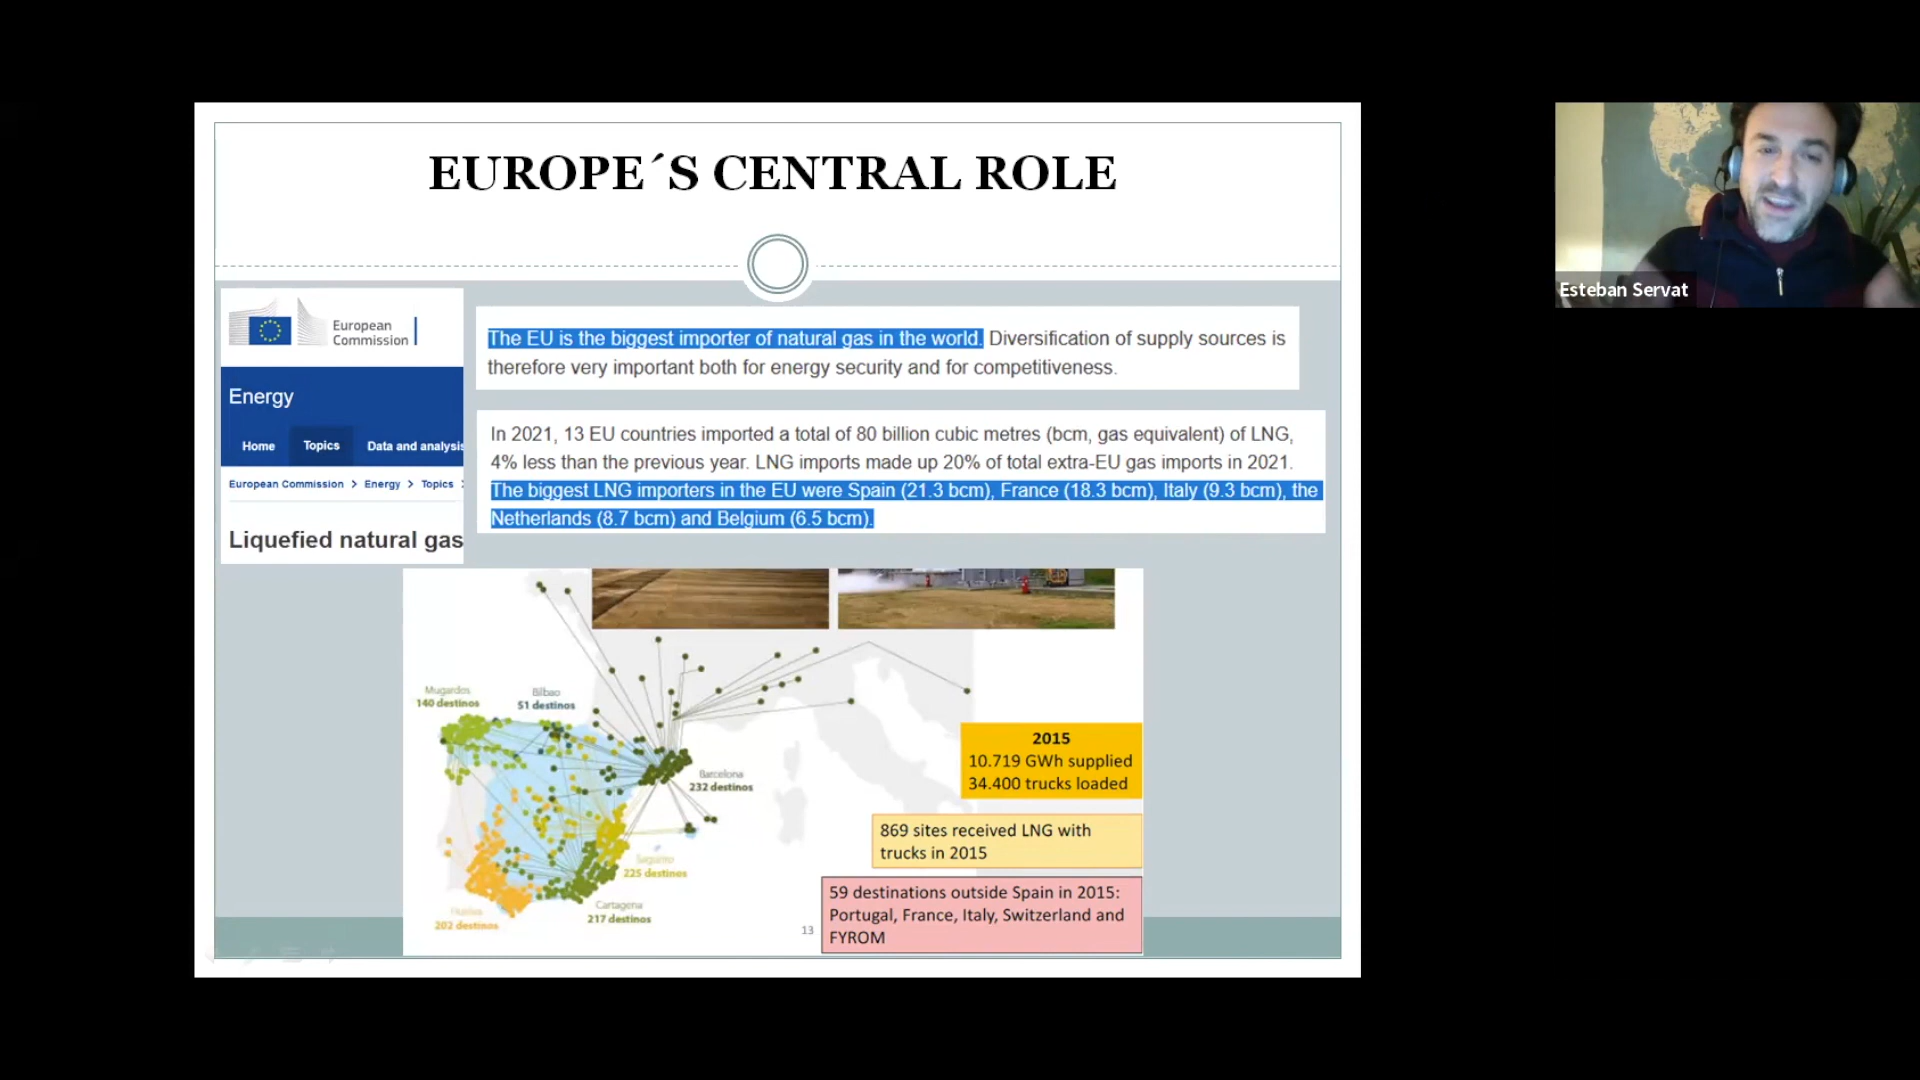 EUROPE´S CENTRAL ROLE
European
Commission
Energy
Home Topics Data and analysis
European Commission > Energy > Topics >
Liquefied natural gas
The EU is the biggest importer of natural gas in the world. Diversification of supply sources is
therefore very important both for energy security and for competitiveness.
In 2021, 13 EU countries imported a total of 80 billion cubic metres (bcm, gas equivalent) of LNG,
4% less than the previous year. LNG imports made up 20% of total extra-EU gas imports in 2021.
The biggest LNG importers in the EU were Spain (21.3 bcm), France (18.3 bcm), Italy (9.3 bcm), the
Netherlands (8.7 bcm) and Belgium (6.5 bcm).
Mugardos
140 destinos
Bilbao
51 destinos
Barcelona
232 destinos
Sagunto
225 destinos
Cartagena
217 destinos
Huelva
202 destinos
2015
10.719 GWh supplied
34.400 trucks loaded
869 sites received LNG with
trucks in 2015
59 destinations outside Spain in 2015:
Portugal, France, Italy, Switzerland and
FYROM
13
Esteban Servat